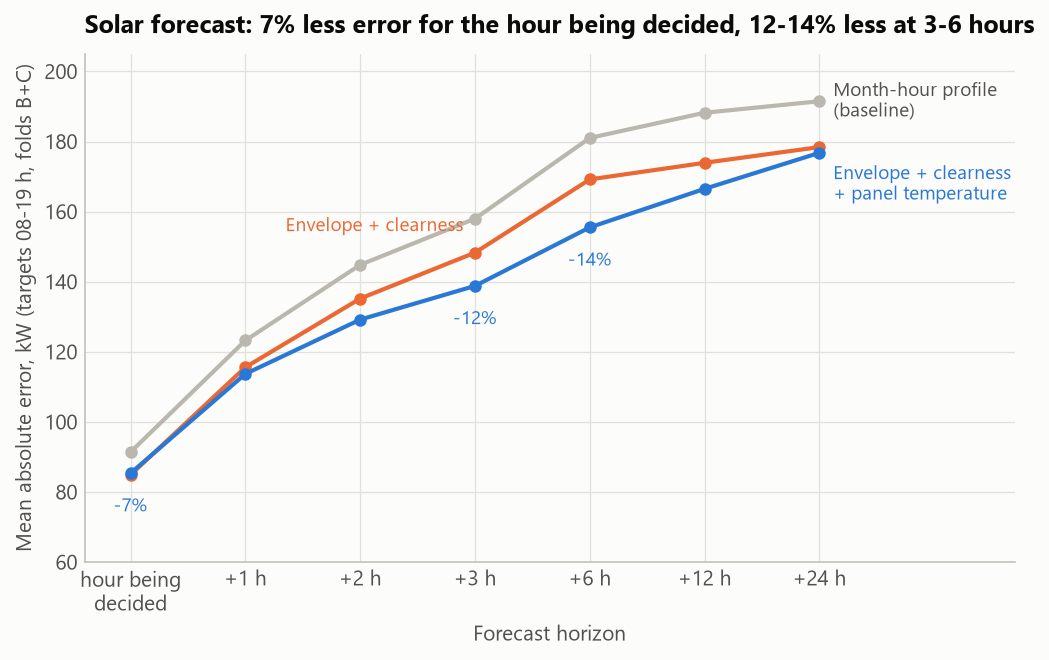 Solar forecast: 7% less error for the hour being decided, 12-14% less at 3-6 hours
Mean absolute error, kW (targets 08-19 h, folds B+C)
200
180
160
140
120
100
80
60
Month-hour profile
(baseline)
Envelope + clearness
+ panel temperature
Envelope + clearness
-14%
-12%
-7%
hour being
decided
+1 h
+2 h
+3 h
+6 h
+12 h
+24 h
Forecast horizon